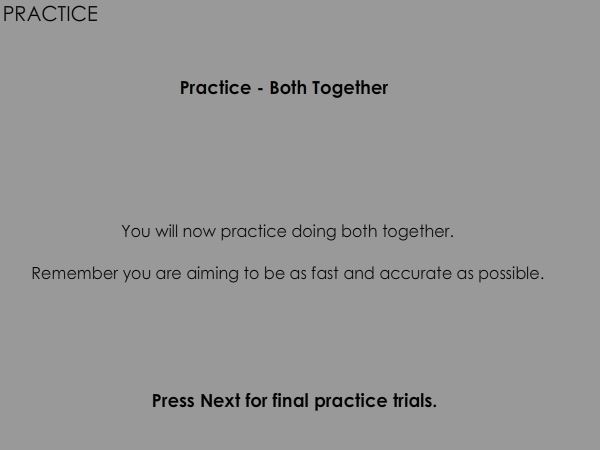 PRACTICE
Practice - Both Together
You will now practice doing both together.
Remember you are aiming to be as fast and accurate as possible.
Press Next for final practice trials.